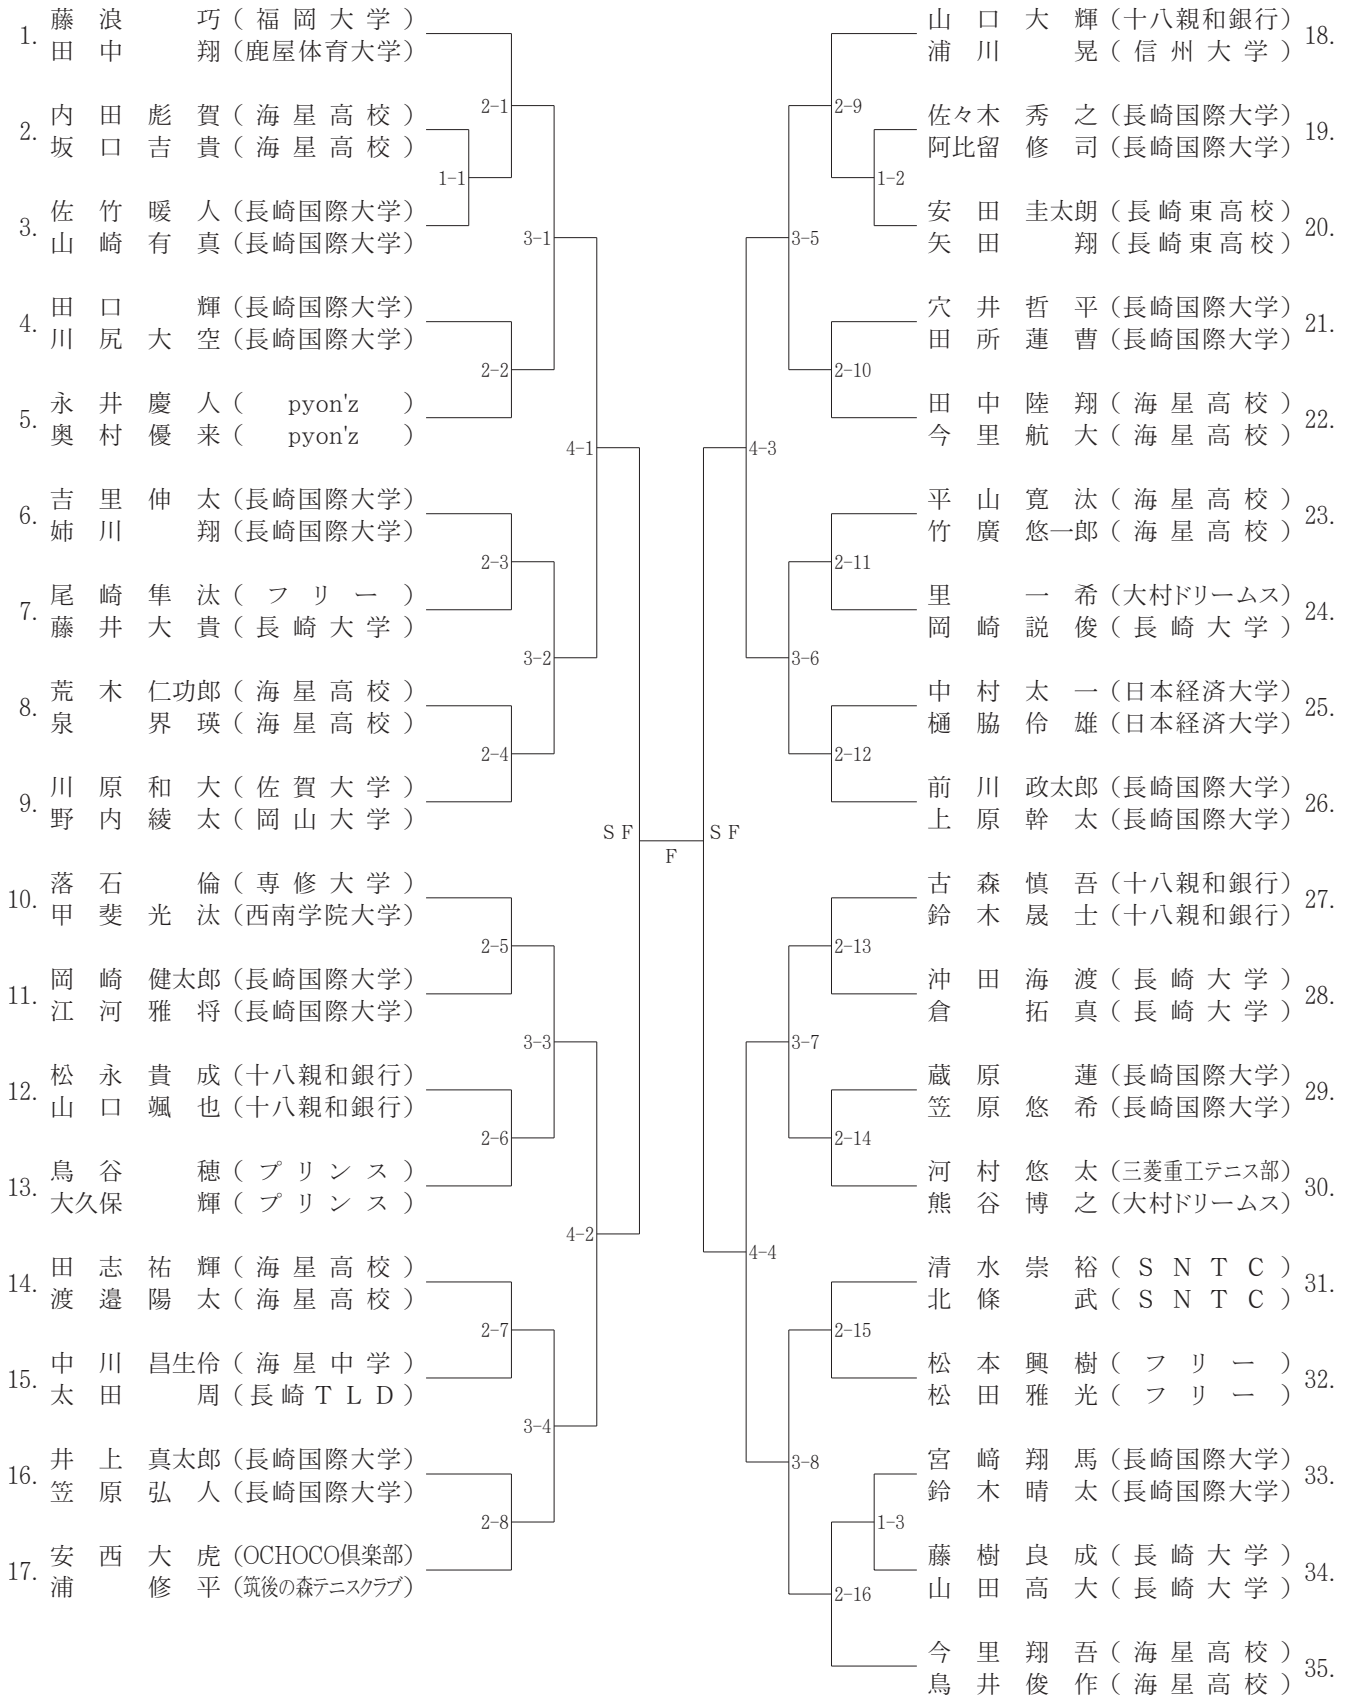 1. 藤浪 巧 (福岡大学)
田中 翔 (鹿屋体育大学)
2. 内田彪賀 (海星高校)
坂口吉貴 (海星高校)
3. 佐竹暖人 (長崎国際大学)
山崎有真 (長崎国際大学)
4. 田口 輝 (長崎国際大学)
川尻大空 (長崎国際大学)
5. 永井慶人 (pyon'z)
奥村優来 (pyon'z)
6. 吉里伸太 (長崎国際大学)
姉川 翔 (長崎国際大学)
7. 尾崎隼汰 (フリー)
藤井大貴 (長崎大学)
8. 荒木仁功郎 (海星高校)
泉 界瑛 (海星高校)
9. 川原和大 (佐賀大学)
野内綾太 (岡山大学)
10. 落石 倫 (専修大学)
甲斐光汰 (西南学院大学)
11. 岡崎健太郎 (長崎国際大学)
江河雅将 (長崎国際大学)
12. 松永貴成 (十八親和銀行)
山口颯也 (十八親和銀行)
13. 鳥谷 穂 (プリンス)
大久保 輝 (プリンス)
14. 田志祐輝 (海星高校)
渡邉陽太 (海星高校)
15. 中川昌生伶 (海星中学)
太田 周 (長崎TLD)
16. 井上真太郎 (長崎国際大学)
笠原弘人 (長崎国際大学)
17. 安西大虎 (OCHOCO倶楽部)
浦 修平 (筑後の森テニスクラブ)
1-1
2-1
2-2
2-3
2-4
2-5
2-6
2-7
2-8
3-1
3-2
3-3
3-4
4-1
4-2
SF
F
SF
4-3
4-4
3-5
3-6
3-7
3-8
2-9
2-10
2-11
2-12
2-13
2-14
2-15
2-16
1-2
1-3
山口大輝 (十八親和銀行) 18.
浦川 晃 (信州大学)
佐々木秀之 (長崎国際大学) 19.
阿比留修司 (長崎国際大学)
安田圭太朗 (長崎東高校) 20.
矢田 翔 (長崎東高校)
穴井哲平 (長崎国際大学) 21.
田所蓮曹 (長崎国際大学)
田中陸翔 (海星高校) 22.
今里航大 (海星高校)
平山寛汰 (海星高校) 23.
竹廣悠一郎 (海星高校)
里 一希 (大村ドリームス) 24.
岡崎説俊 (長崎大学)
中村太一 (日本経済大学) 25.
樋脇伶雄 (日本経済大学)
前川政太郎 (長崎国際大学) 26.
上原幹太 (長崎国際大学)
古森慎吾 (十八親和銀行) 27.
鈴木晟士 (十八親和銀行)
沖田海渡 (長崎大学) 28.
倉 拓真 (長崎大学)
蔵原 蓮 (長崎国際大学) 29.
笠原悠希 (長崎国際大学)
河村悠太 (三菱重工テニス部) 30.
熊谷博之 (大村ドリームス)
清水崇裕 (SNTC) 31.
北條 武 (SNTC)
松本興樹 (フリー) 32.
松田雅光 (フリー)
宮﨑翔馬 (長崎国際大学) 33.
鈴木晴太 (長崎国際大学)
藤樹良成 (長崎大学) 34.
山田高大 (長崎大学)
今里翔吾 (海星高校) 35.
鳥井俊作 (海星高校)